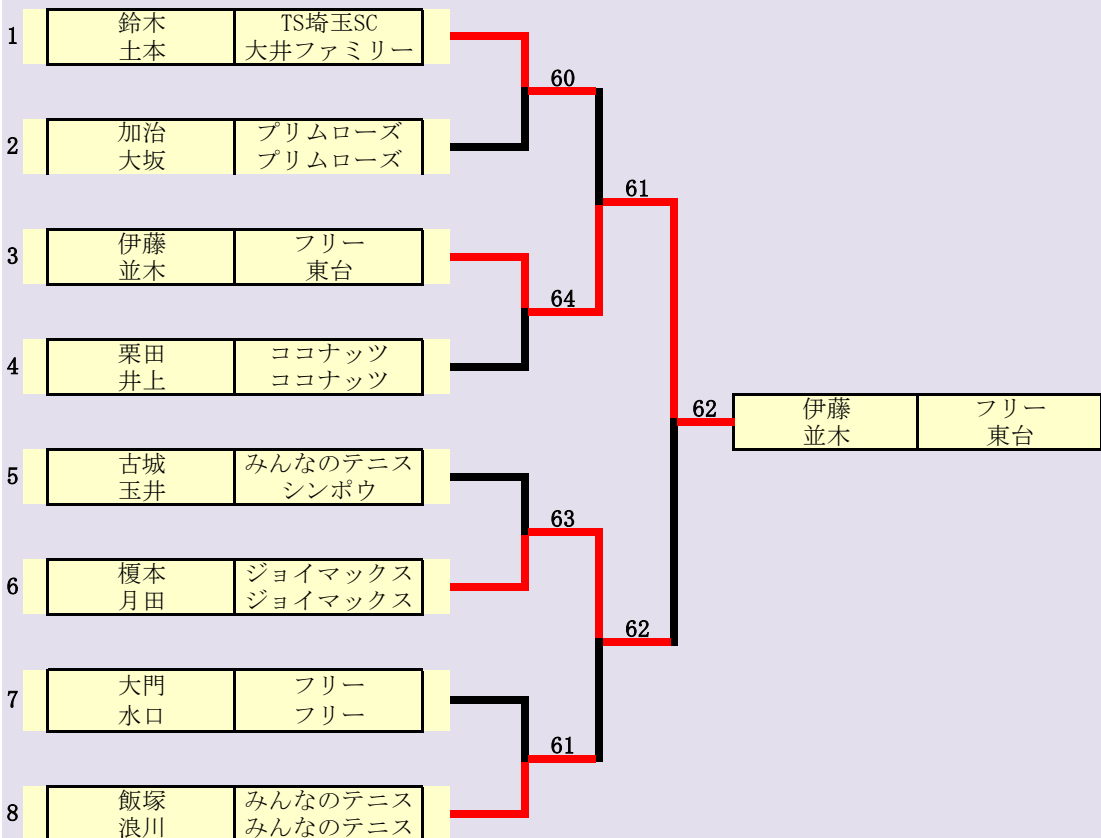 1 鈴木 TS埼玉SC
土本 大井ファミリー
60
2 加治 プリムローズ
大坂 プリムローズ
61
3 伊藤 フリー
並木 東台
64
4 栗田 ココナッツ
井上 ココナッツ
62 伊藤 フリー
並木 東台
5 古城 みんなのテニス
玉井 シンポウ
63
6 榎本 ジョイマックス
月田 ジョイマックス
62
7 大門 フリー
水口 フリー
61
8 飯塚 みんなのテニス
浪川 みんなのテニス